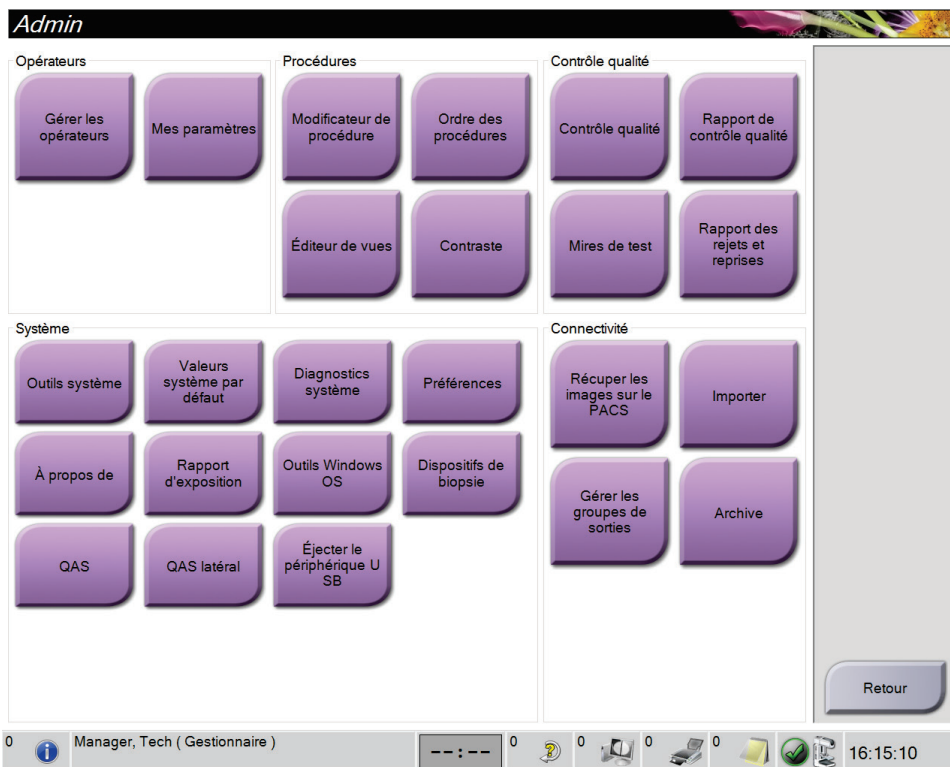 Admin
Opérateurs
Gérer les
opérateurs
Mes paramètres
Procédures
Modificateur de
procédure
Ordre des
procédures
Éditeur de vues
Contraste
Contrôle qualité
Contrôle qualité
Rapport de
contrôle qualité
Mires de test
Rapport des
rejets et
reprises
Système
Outils système
Valeurs
système par
défaut
Diagnostics
système
Préférences
À propos de
Rapport
d'exposition
Outils Windows
OS
Dispositifs de
biopsie
QAS
QAS latéral
Éjecter le
périphérique U
SB
Connectivité
Récuper les
images sur le
PACS
Importer
Gérer les
groupes de
sorties
Archive
Retour
0 Manager, Tech ( Gestionnaire ) --:-- 0 0 0 0 16:15:10